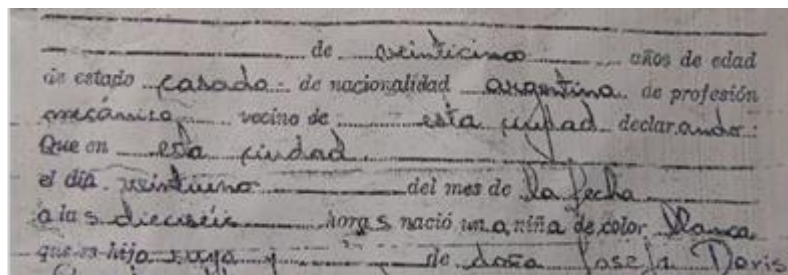 de veinticinco años de edad
de estado casado de nacionalidad argentina de profesión
mecánico vecino de esta ciudad declarando:
Que en esta ciudad
el día veintiuno del mes de la fecha
a las dieciseis horas nació una niña de color blanca
que es hija suya y de doña Josefa Doris